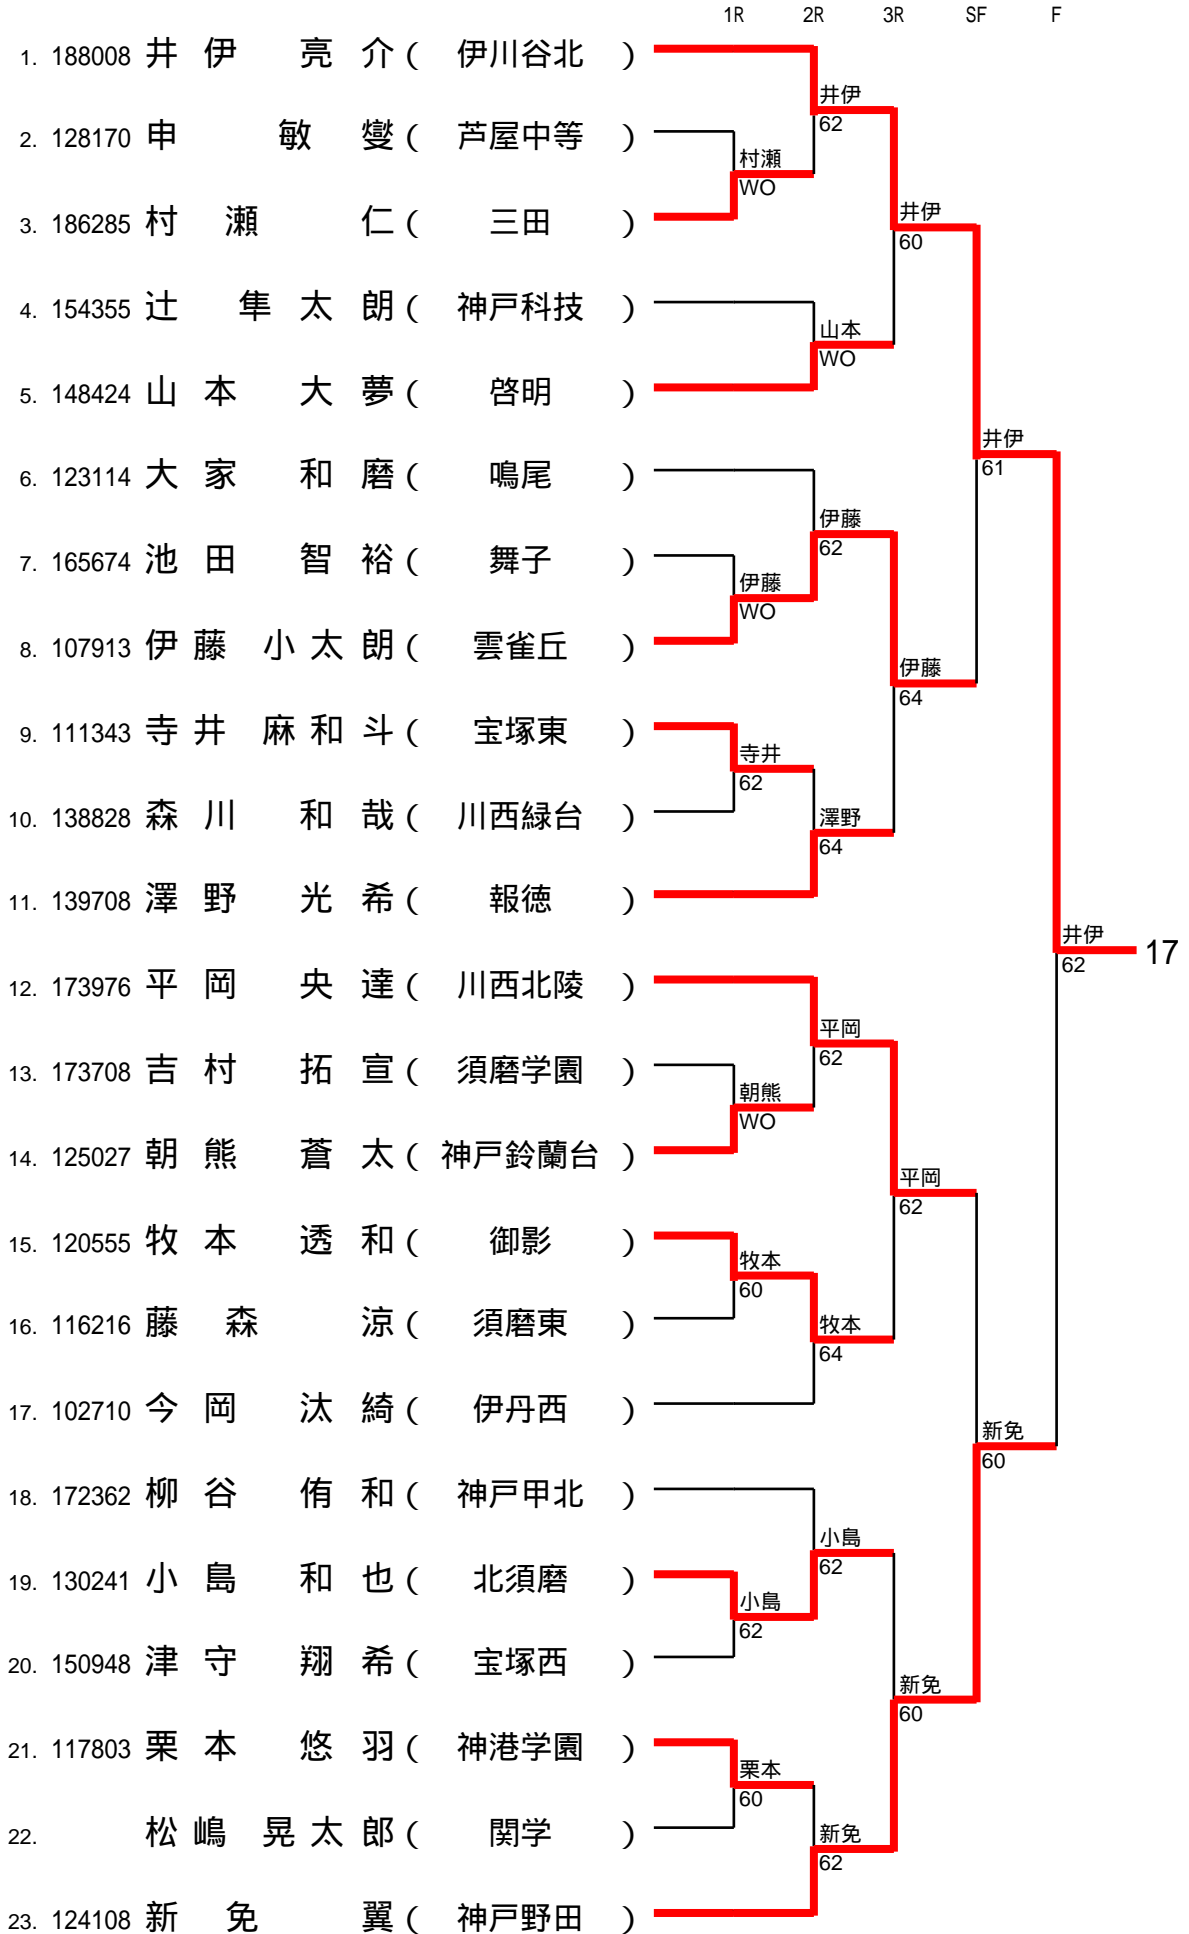 1R 2R 3R SF F
1. 188008 井 伊 亮 介 ( 伊川谷北 )
井伊
62
2. 128170 申 敏 燮 ( 芦屋中等 )
村瀬
WO
3. 186285 村 瀬 仁 ( 三田 )
井伊
60
4. 154355 辻 隼 太 朗 ( 神戸科技 )
山本
WO
5. 148424 山 本 大 夢 ( 啓明 )
井伊
61
6. 123114 大 家 和 磨 ( 鳴尾 )
伊藤
62
7. 165674 池 田 智 裕 ( 舞子 )
伊藤
WO
8. 107913 伊 藤 小 太 朗 ( 雲雀丘 )
伊藤
64
9. 111343 寺 井 麻 和 斗 ( 宝塚東 )
寺井
62
10. 138828 森 川 和 哉 ( 川西緑台 )
澤野
64
11. 139708 澤 野 光 希 ( 報徳 )
井伊
62
17
12. 173976 平 岡 央 達 ( 川西北陵 )
平岡
62
13. 173708 吉 村 拓 宣 ( 須磨学園 )
朝熊
WO
14. 125027 朝 熊 蒼 太 ( 神戸鈴蘭台 )
平岡
62
15. 120555 牧 本 透 和 ( 御影 )
牧本
60
16. 116216 藤 森 涼 ( 須磨東 )
牧本
64
17. 102710 今 岡 汰 綺 ( 伊丹西 )
新免
60
18. 172362 柳 谷 侑 和 ( 神戸甲北 )
小島
62
19. 130241 小 島 和 也 ( 北須磨 )
小島
62
20. 150948 津 守 翔 希 ( 宝塚西 )
新免
60
21. 117803 栗 本 悠 羽 ( 神港学園 )
栗本
60
22. 松 嶋 晃 太 郎 ( 関学 )
新免
62
23. 124108 新 免 翼 ( 神戸野田 )